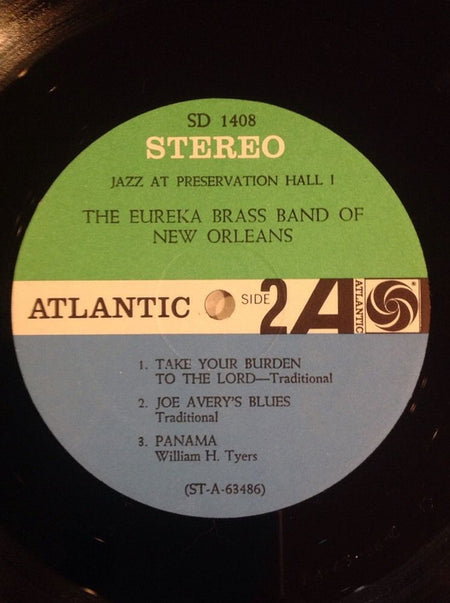 SD 1408
STEREO
JAZZ AT PRESERVATION HALL I
THE EUREKA BRASS BAND OF
NEW ORLEANS
ATLANTIC SIDE 2 A ATLANTIC
1. TAKE YOUR BURDEN
TO THE LORD—Traditional
2. JOE AVERY'S BLUES
Traditional
3. PANAMA
William H. Tyers
(ST-A-63486)